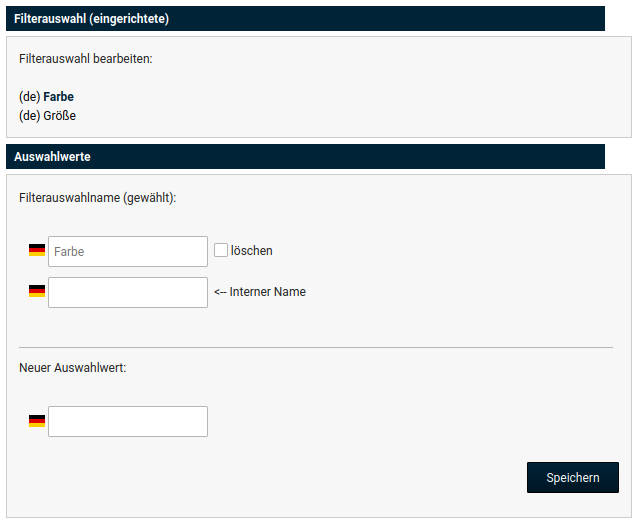 Filterauswahl (eingerichtete)
Filterauswahl bearbeiten:
(de) Farbe
(de) Größe
Auswahlwerte
Filterauswahlname (gewählt):
Farbe löschen
<-- Interner Name
Neuer Auswahlwert:
Speichern